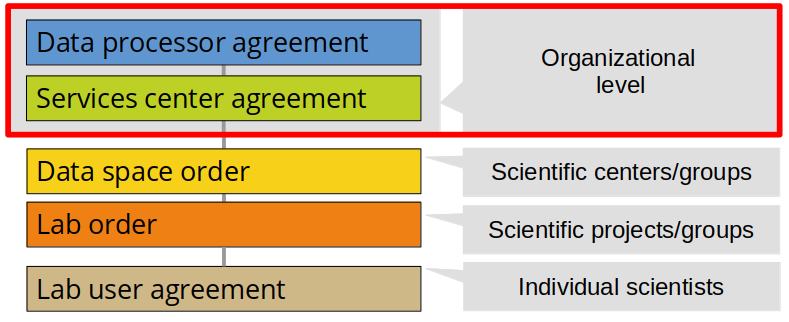 Data processor agreement
Services center agreement
Organizational
level
Data space order
Scientific centers/groups
Lab order
Scientific projects/groups
Lab user agreement
Individual scientists